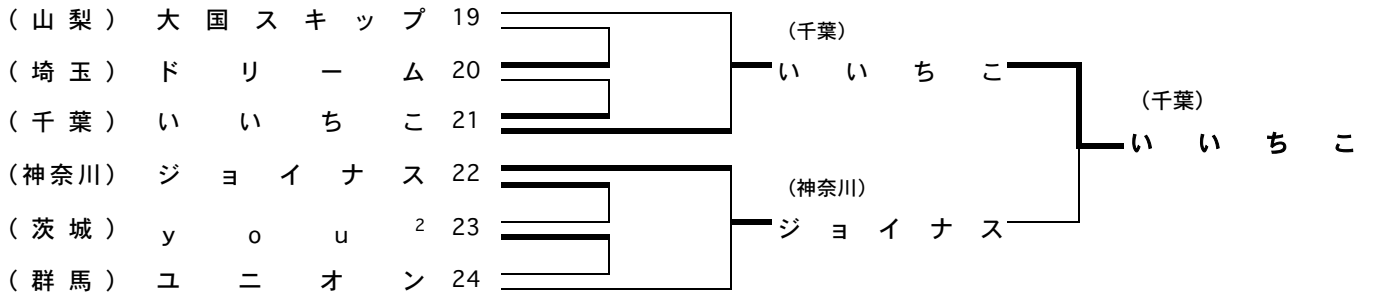 （山梨） 大国スキップ 19
（千葉）
（埼玉） ドリーム 20
いいちこ
（千葉）
（千葉） いいちこ 21
いいちこ
（神奈川） ジョイナス 22
（神奈川）
（茨城） you² 23
ジョイナス
（群馬） ユニオン 24